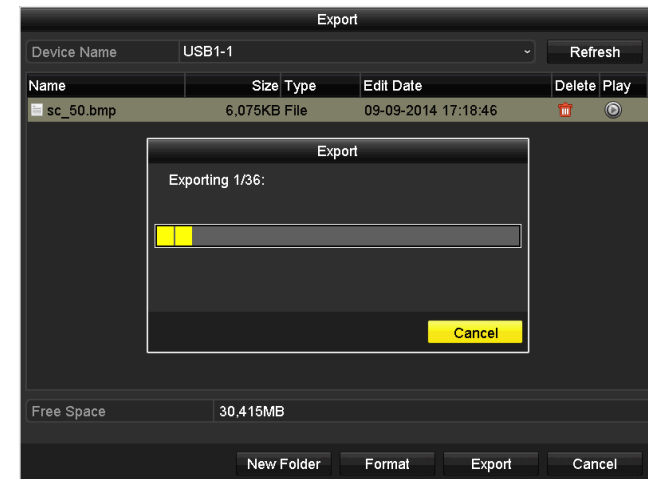 Export
Device Name USB1-1 Refresh
Name Size Type Edit Date Delete Play
sc_50.bmp 6,075KB File 09-09-2014 17:18:46
Export
Exporting 1/36:
Cancel
Free Space 30,415MB
New Folder Format Export Cancel